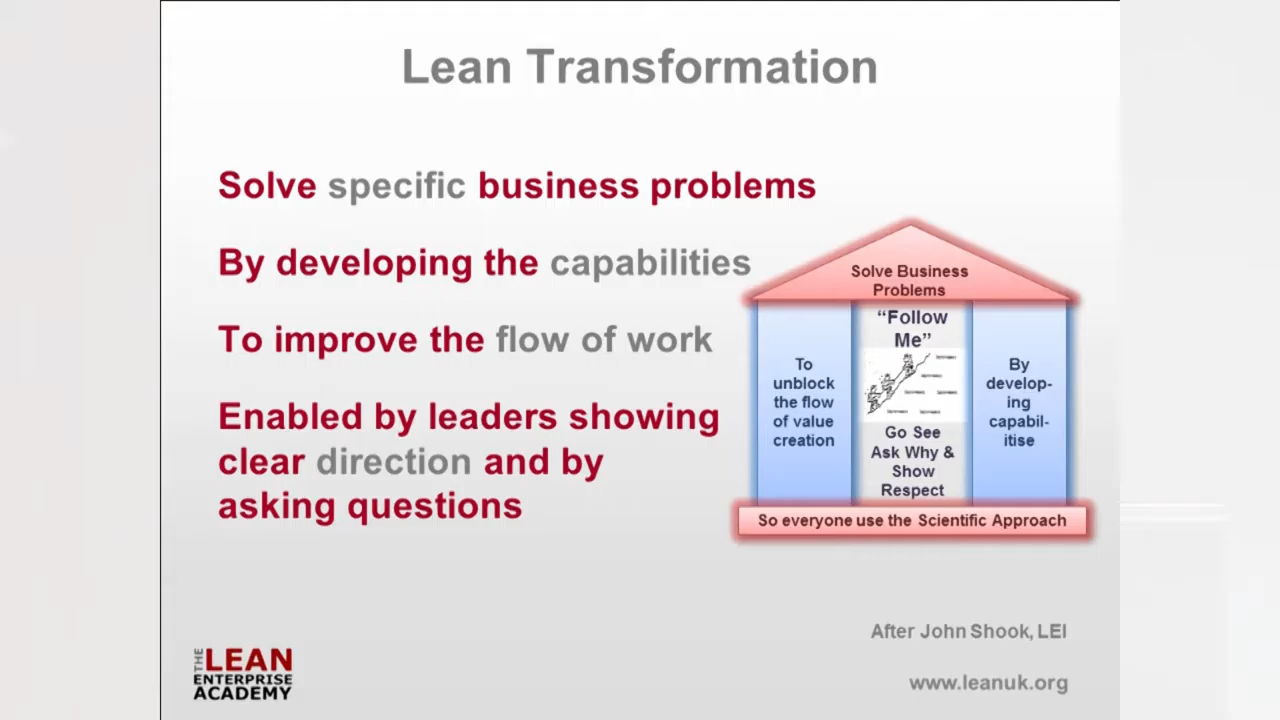 Lean Transformation
Solve specific business problems
By developing the capabilities
To improve the flow of work
Enabled by leaders showing
clear direction and by
asking questions
Solve Business
Problems
To
unblock
the flow
of value
creation
“Follow
Me”
Go See
Ask Why &
Show
Respect
By
develop-
ing
capabil-
itise
So everyone use the Scientific Approach
After John Shook, LEI
www.leanuk.org
THE
LEAN
ENTERPRISE
ACADEMY